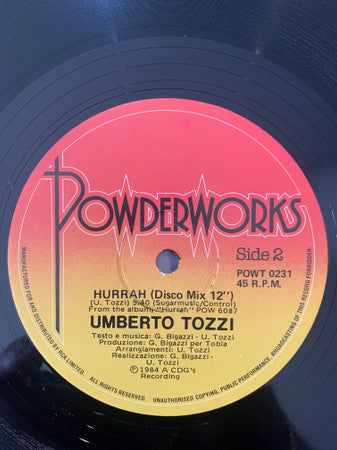 POWDERWORKS
Side 2
POWT 0231
45 R.P.M.
HURRAH (Disco Mix 12")
(U. Tozzi) 5:40 (Sugarmusic/Control)
From the album "Hurrah" POW 6087
UMBERTO TOZZI
Testo e musica: G. Bigazzi - U. Tozzi
Produzione: G. Bigazzi per Tobia
Arrangiamenti: U. Tozzi
Realizzazione: G. Bigazzi -
U. Tozzi
℗1984 A CDG's
Recording
MANUFACTURED FOR AND DISTRIBUTED BY RCA LIMITED. ALL RIGHTS RESERVED. UNAUTHORISED COPYING, PUBLIC PERFORMANCE, BROADCASTING OF THIS RECORD FORBIDDEN.